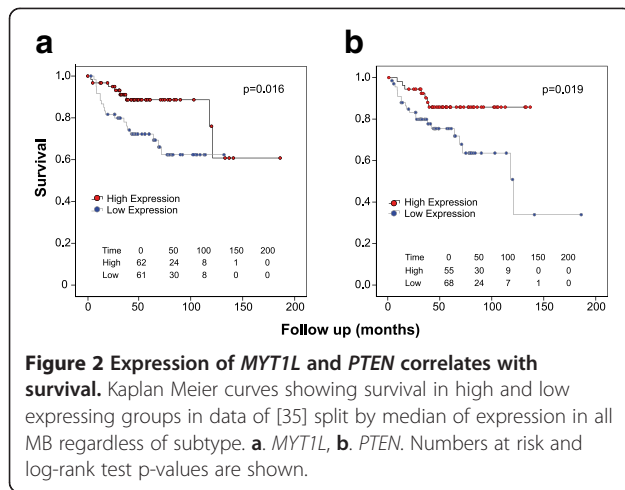 a
b
1.0
0.8
0.6
0.4
0.2
0
Survival
p=0.016
High Expression
Low Expression
Time 0 50 100 150 200
High 62 24 8 1 0
Low 61 30 8 0 0
0 50 100 150 200
1.0
0.8
0.6
0.4
0.2
0.0
p=0.019
High Expression
Low Expression
Time 0 50 100 150 200
High 55 30 9 0 0
Low 68 24 7 1 0
0 50 100 150 200
Follow up (months)
Figure 2 Expression of MYT1L and PTEN correlates with
survival. Kaplan Meier curves showing survival in high and low
expressing groups in data of [35] split by median of expression in all
MB regardless of subtype. a. MYT1L, b. PTEN. Numbers at risk and
log-rank test p-values are shown.